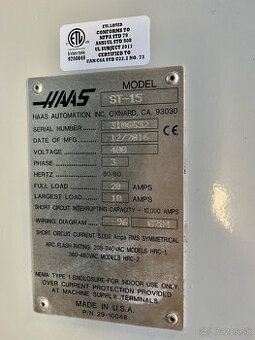 ETL LISTED
CONFORMS TO
NFPA STD 79
ANSI/UL STD 508
UL SUBJECT 2011
CERTIFIED TO
CAN/CSA STD C22.2 NO. 73
Intertek
HAAS
MODEL
ST-15
HAAS AUTOMATION INC, OXNARD, CA. 93030
SERIAL NUMBER
DATE OF MFG. 12/2016
VOLTAGE 400
PHASE 3
HERTZ 50/60
FULL LOAD 20 AMPS
LARGEST LOAD 18 AMPS
SHORT CIRCUIT INTERRUPTING CAPACITY - 10,000 AMPS
WIRING DIAGRAM 96
SHORT CIRCUIT CURRENT 5,000 Amps RMS SYMMETRICAL
ARC FLASH RATING: 208-240VAC MODELS HRC-1
380-480VAC MODELS HRC-2
NEMA TYPE 1 ENCLOSURE-FOR INDOOR USE ONLY
OVER CURRENT PROTECTION PROVIDED
AT MACHINE SUPPLY TERMINALS
MADE IN U.S.A.
P/N 29-10048
CE